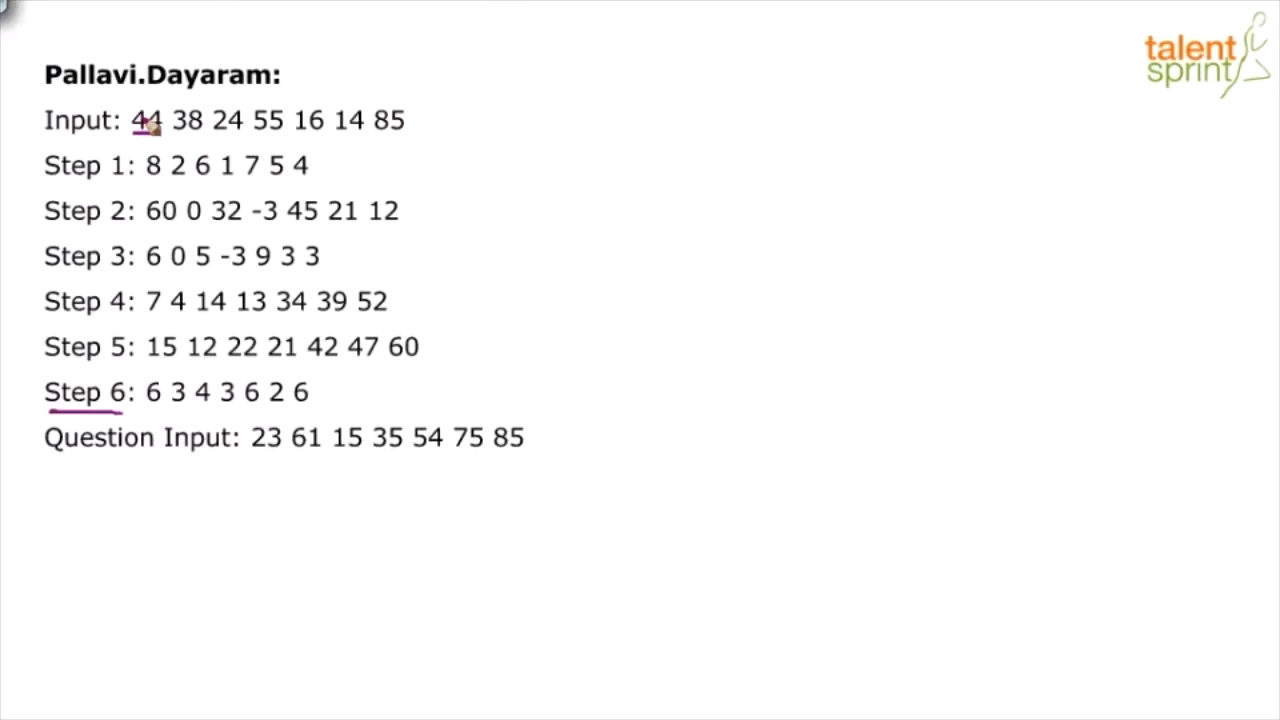 talent
sprint
Pallavi.Dayaram:
Input: 44 38 24 55 16 14 85
Step 1: 8 2 6 1 7 5 4
Step 2: 60 0 32 -3 45 21 12
Step 3: 6 0 5 -3 9 3 3
Step 4: 7 4 14 13 34 39 52
Step 5: 15 12 22 21 42 47 60
Step 6: 6 3 4 3 6 2 6
Question Input: 23 61 15 35 54 75 85